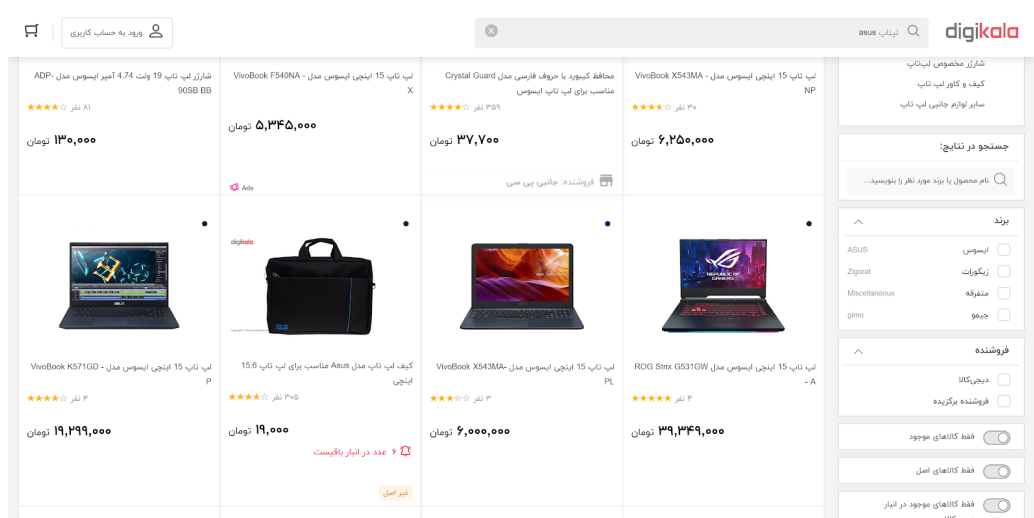 digikala
لپتاپ asus
ورود به حساب کاربری
شارژر مخصوص لپ‌تاپ
کیف و کاور لپ تاپ
سایر لوازم جانبی لپ تاپ
جستجو در نتایج:
نام محصول یا برند مورد نظر را بنویسید…
برند
ایسوس ASUS
زیگورات Zigorat
متفرقه Miscellaneous
جیمو gimo
فروشنده
دیجی‌کالا
فروشنده برگزیده
فقط کالاهای موجود
فقط کالاهای اصل
فقط کالاهای موجود در انبار
لپ تاپ 15 اینچی ایسوس مدل VivoBook X543MA -
NP
۳۰ نفر
۶,۲۵۰,۰۰۰ تومان
محافظ کیبورد با حروف فارسی مدل Crystal Guard
مناسب برای لپ تاپ ایسوس
۳۵۹ نفر
۳۷,۷۰۰ تومان
فروشنده: جانبی پی سی
لپ تاپ 15 اینچی ایسوس مدل VivoBook F540NA -
X
۵,۳۴۵,۰۰۰ تومان
Ads
شارژر لپ تاپ 19 ولت 4.74 آمپر ایسوس مدل ADP-
90SB BB
۸۱ نفر
۱۳۰,۰۰۰ تومان
REPUBLIC OF
GAMERS
لپ تاپ 15 اینچی ایسوس مدل ROG Strix G531GW
- A
۴ نفر
۳۹,۳۴۹,۰۰۰ تومان
لپ تاپ 15 اینچی ایسوس مدل VivoBook X543MA-
PL
۳ نفر
۶,۰۰۰,۰۰۰ تومان
digikala
ASUS
کیف لپ تاپ مدل Asus مناسب برای لپ تاپ 15.6
اینچی
۳۰۵ نفر
۱۹,۰۰۰ تومان
۶ عدد در انبار باقیست
غیر اصل
ASUS
لپ تاپ 15 اینچی ایسوس مدل VivoBook K571GD -
P
۴ نفر
۱۹,۲۹۹,۰۰۰ تومان